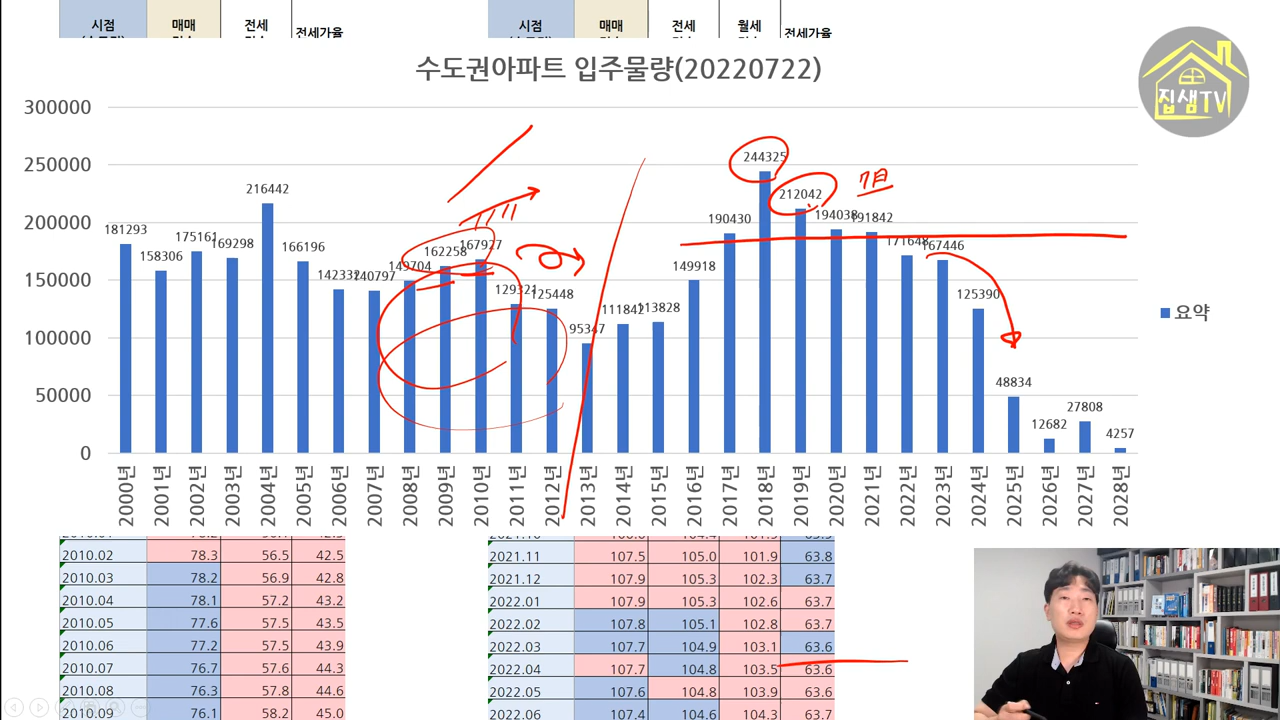 시점 매매 전세 전세가율 시점 매매 전세 월세 전세가율
수도권아파트 입주물량(20220722)
집샘TV
300000
250000
200000
150000
100000
50000
0
181293
158306
175161
169298
216442
166196
142332
140797
149704
162258
167927
129321
125448
95347
111842
113828
149918
190430
244325
212042
194038
191842
171648
167446
125390
48834
12682
27808
4257
요약
2000년
2001년
2002년
2003년
2004년
2005년
2006년
2007년
2008년
2009년
2010년
2011년
2012년
2013년
2014년
2015년
2016년
2017년
2018년
2019년
2020년
2021년
2022년
2023년
2024년
2025년
2026년
2027년
2028년
2010.02 78.3 56.5 42.5
2010.03 78.2 56.9 42.8
2010.04 78.1 57.2 43.2
2010.05 77.6 57.5 43.5
2010.06 77.2 57.5 43.9
2010.07 76.7 57.6 44.3
2010.08 76.3 57.8 44.6
2010.09 76.1 58.2 45.0
2021.11 107.5 105.0 101.9 63.8
2021.12 107.9 105.3 102.3 63.7
2022.01 107.9 105.3 102.6 63.7
2022.02 107.8 105.1 102.8 63.7
2022.03 107.7 104.9 103.1 63.6
2022.04 107.7 104.8 103.5 63.6
2022.05 107.6 104.8 103.9 63.6
2022.06 107.4 104.6 104.3 63.7